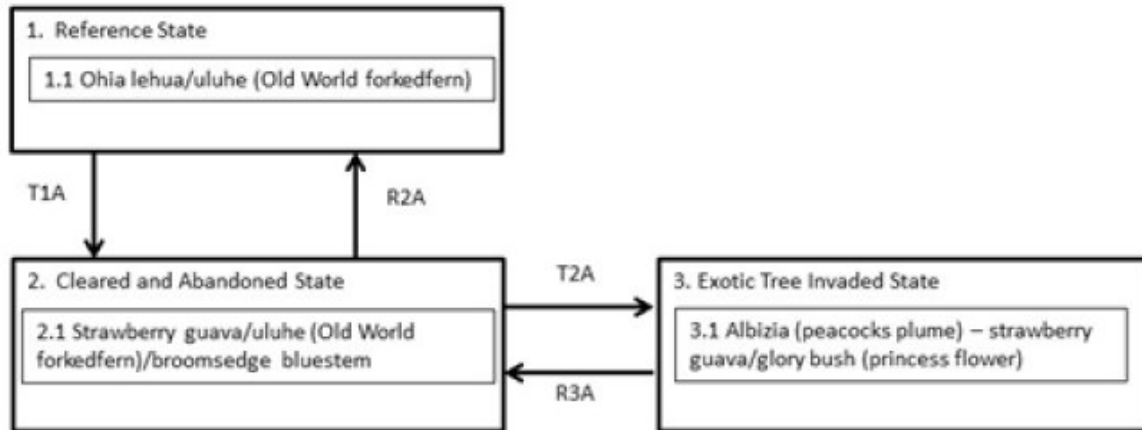 1. Reference State
1.1 Ohia lehua/uluhe (Old World forkedfern)
T1A
R2A
2. Cleared and Abandoned State
2.1 Strawberry guava/uluhe (Old World
forkedfern)/broomsedge bluestem
T2A
R3A
3. Exotic Tree Invaded State
3.1 Albizia (peacocks plume) – strawberry
guava/glory bush (princess flower)